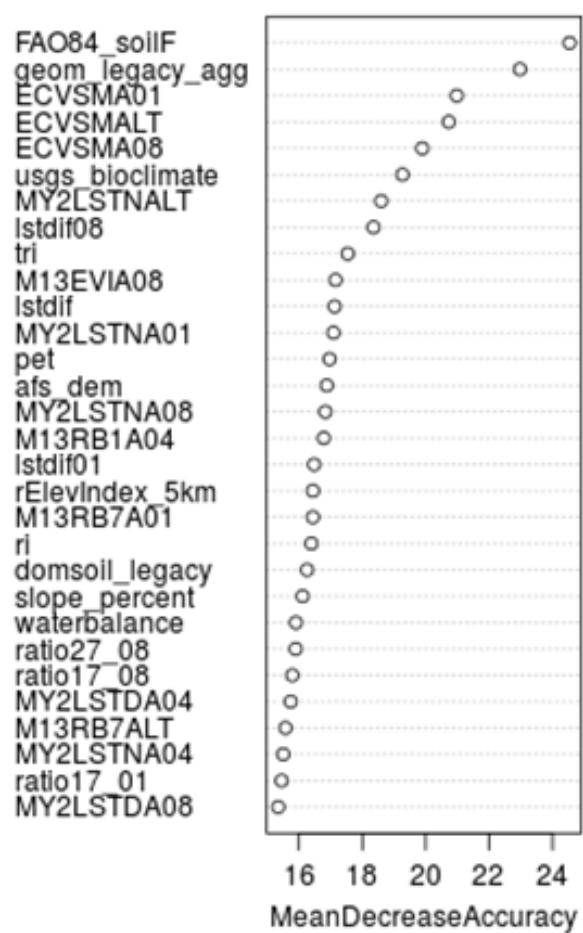 FAO84_soilF
geom_legacy_agg
ECVSMA01
ECVSMALT
ECVSMA08
usgs_bioclimate
MY2LSTNALT
lstdif08
tri
M13EVIA08
lstdif
MY2LSTNA01
pet
afs_dem
MY2LSTNA08
M13RB1A04
lstdif01
rElevIndex_5km
M13RB7A01
ri
domsoil_legacy
slope_percent
waterbalance
ratio27_08
ratio17_08
MY2LSTDA04
M13RB7ALT
MY2LSTNA04
ratio17_01
MY2LSTDA08
16 18 20 22 24
MeanDecreaseAccuracy